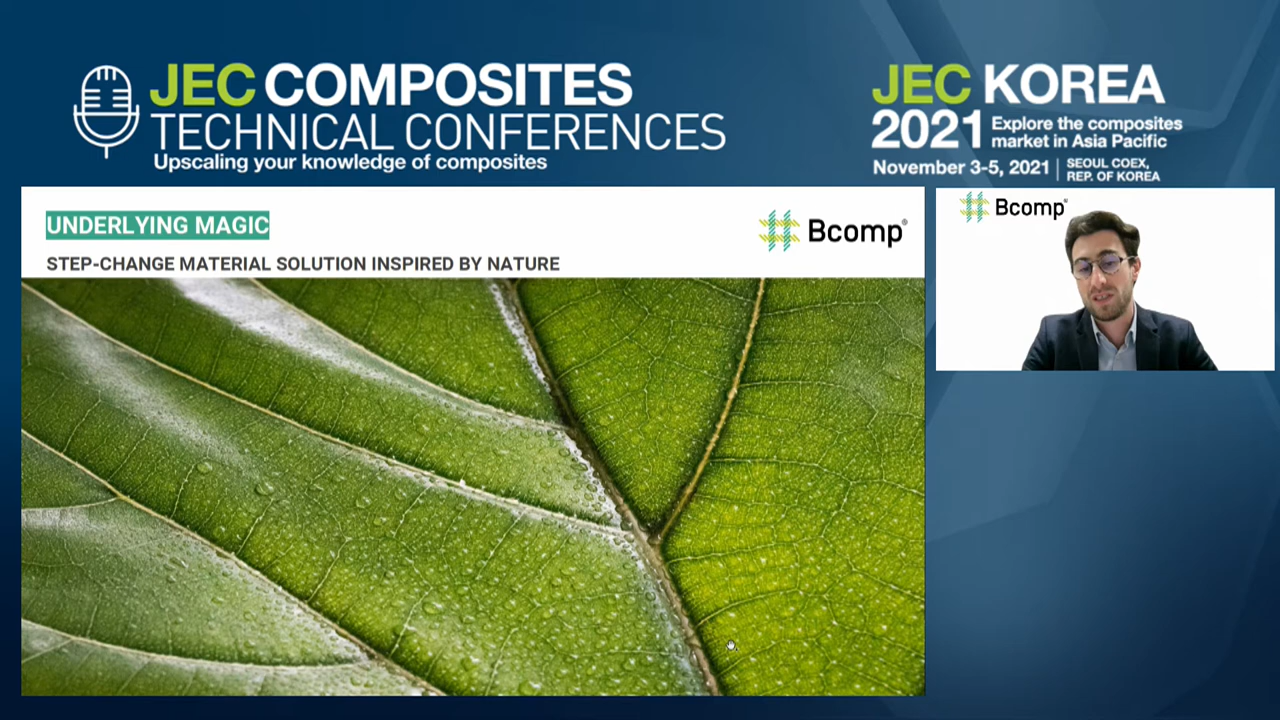 JEC COMPOSITES
TECHNICAL CONFERENCES
Upscaling your knowledge of composites
JEC KOREA
2021 Explore the composites
market in Asia Pacific
November 3-5, 2021 | SEOUL COEX,
REP. OF KOREA
UNDERLYING MAGIC
STEP-CHANGE MATERIAL SOLUTION INSPIRED BY NATURE
Bcomp®
Bcomp®